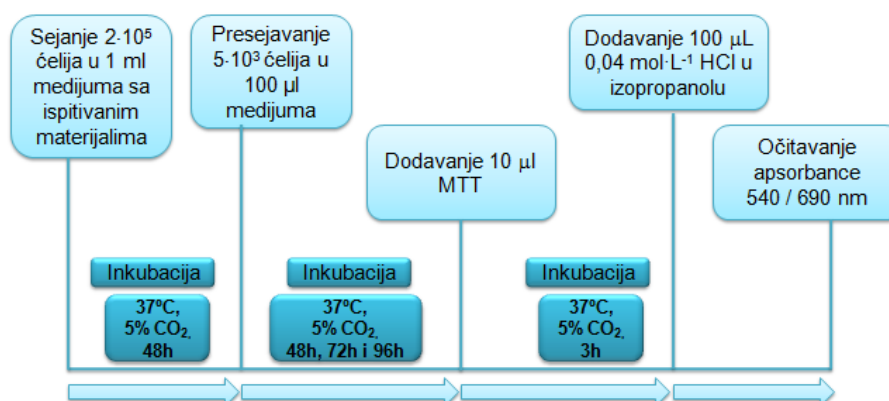 Sejanje 2·10⁵
ćelija u 1 ml
medijuma sa
ispitivanim
materijalima
Presejavanje
5·10³ ćelija u
100 µl
medijuma
Dodavanje 10 µl
MTT
Dodavanje 100 µL
0,04 mol·L⁻¹ HCl u
izopropanolu
Očitavanje
apsorbance
540 / 690 nm
Inkubacija
37ºC,
5% CO₂,
48h
Inkubacija
37ºC,
5% CO₂,
48h, 72h i 96h
Inkubacija
37ºC,
5% CO₂,
3h